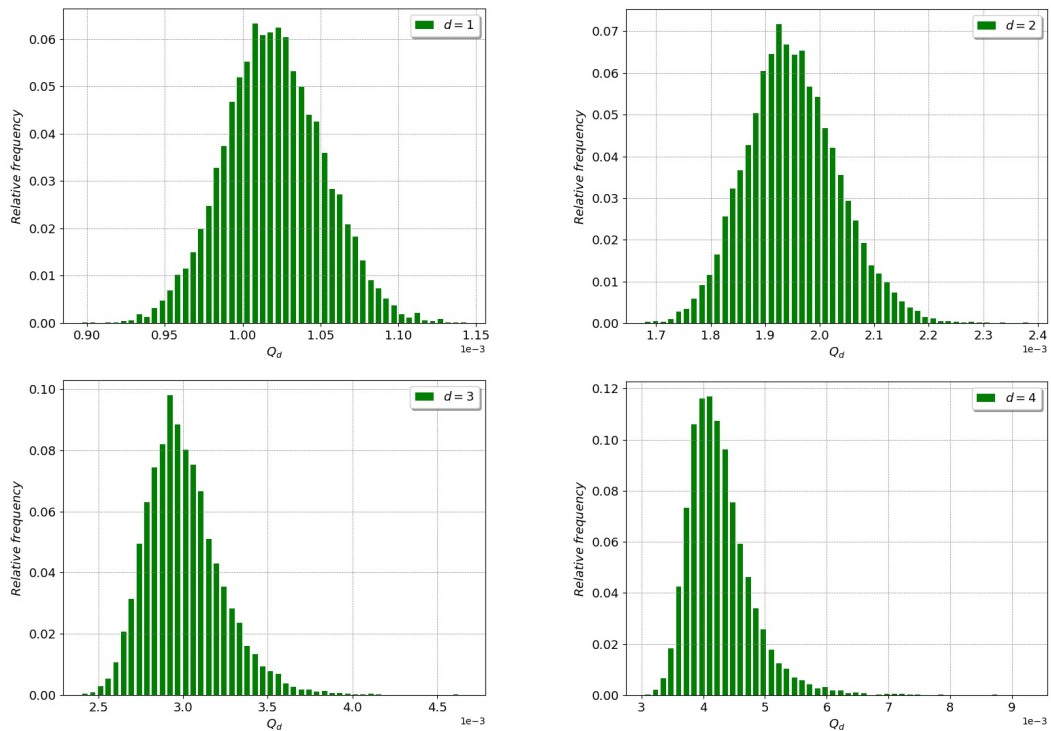 d = 1
0.06
0.05
0.04
0.03
0.02
0.01
0.00
Relative frequency
0.90 0.95 1.00 1.05 1.10 1.15
1e−3
Q_d
d = 2
0.07
0.06
0.05
0.04
0.03
0.02
0.01
0.00
Relative frequency
1.7 1.8 1.9 2.0 2.1 2.2 2.3 2.4
1e−3
Q_d
d = 3
0.10
0.08
0.06
0.04
0.02
0.00
Relative frequency
2.5 3.0 3.5 4.0 4.5
1e−3
Q_d
d = 4
0.12
0.10
0.08
0.06
0.04
0.02
0.00
Relative frequency
3 4 5 6 7 8 9
1e−3
Q_d